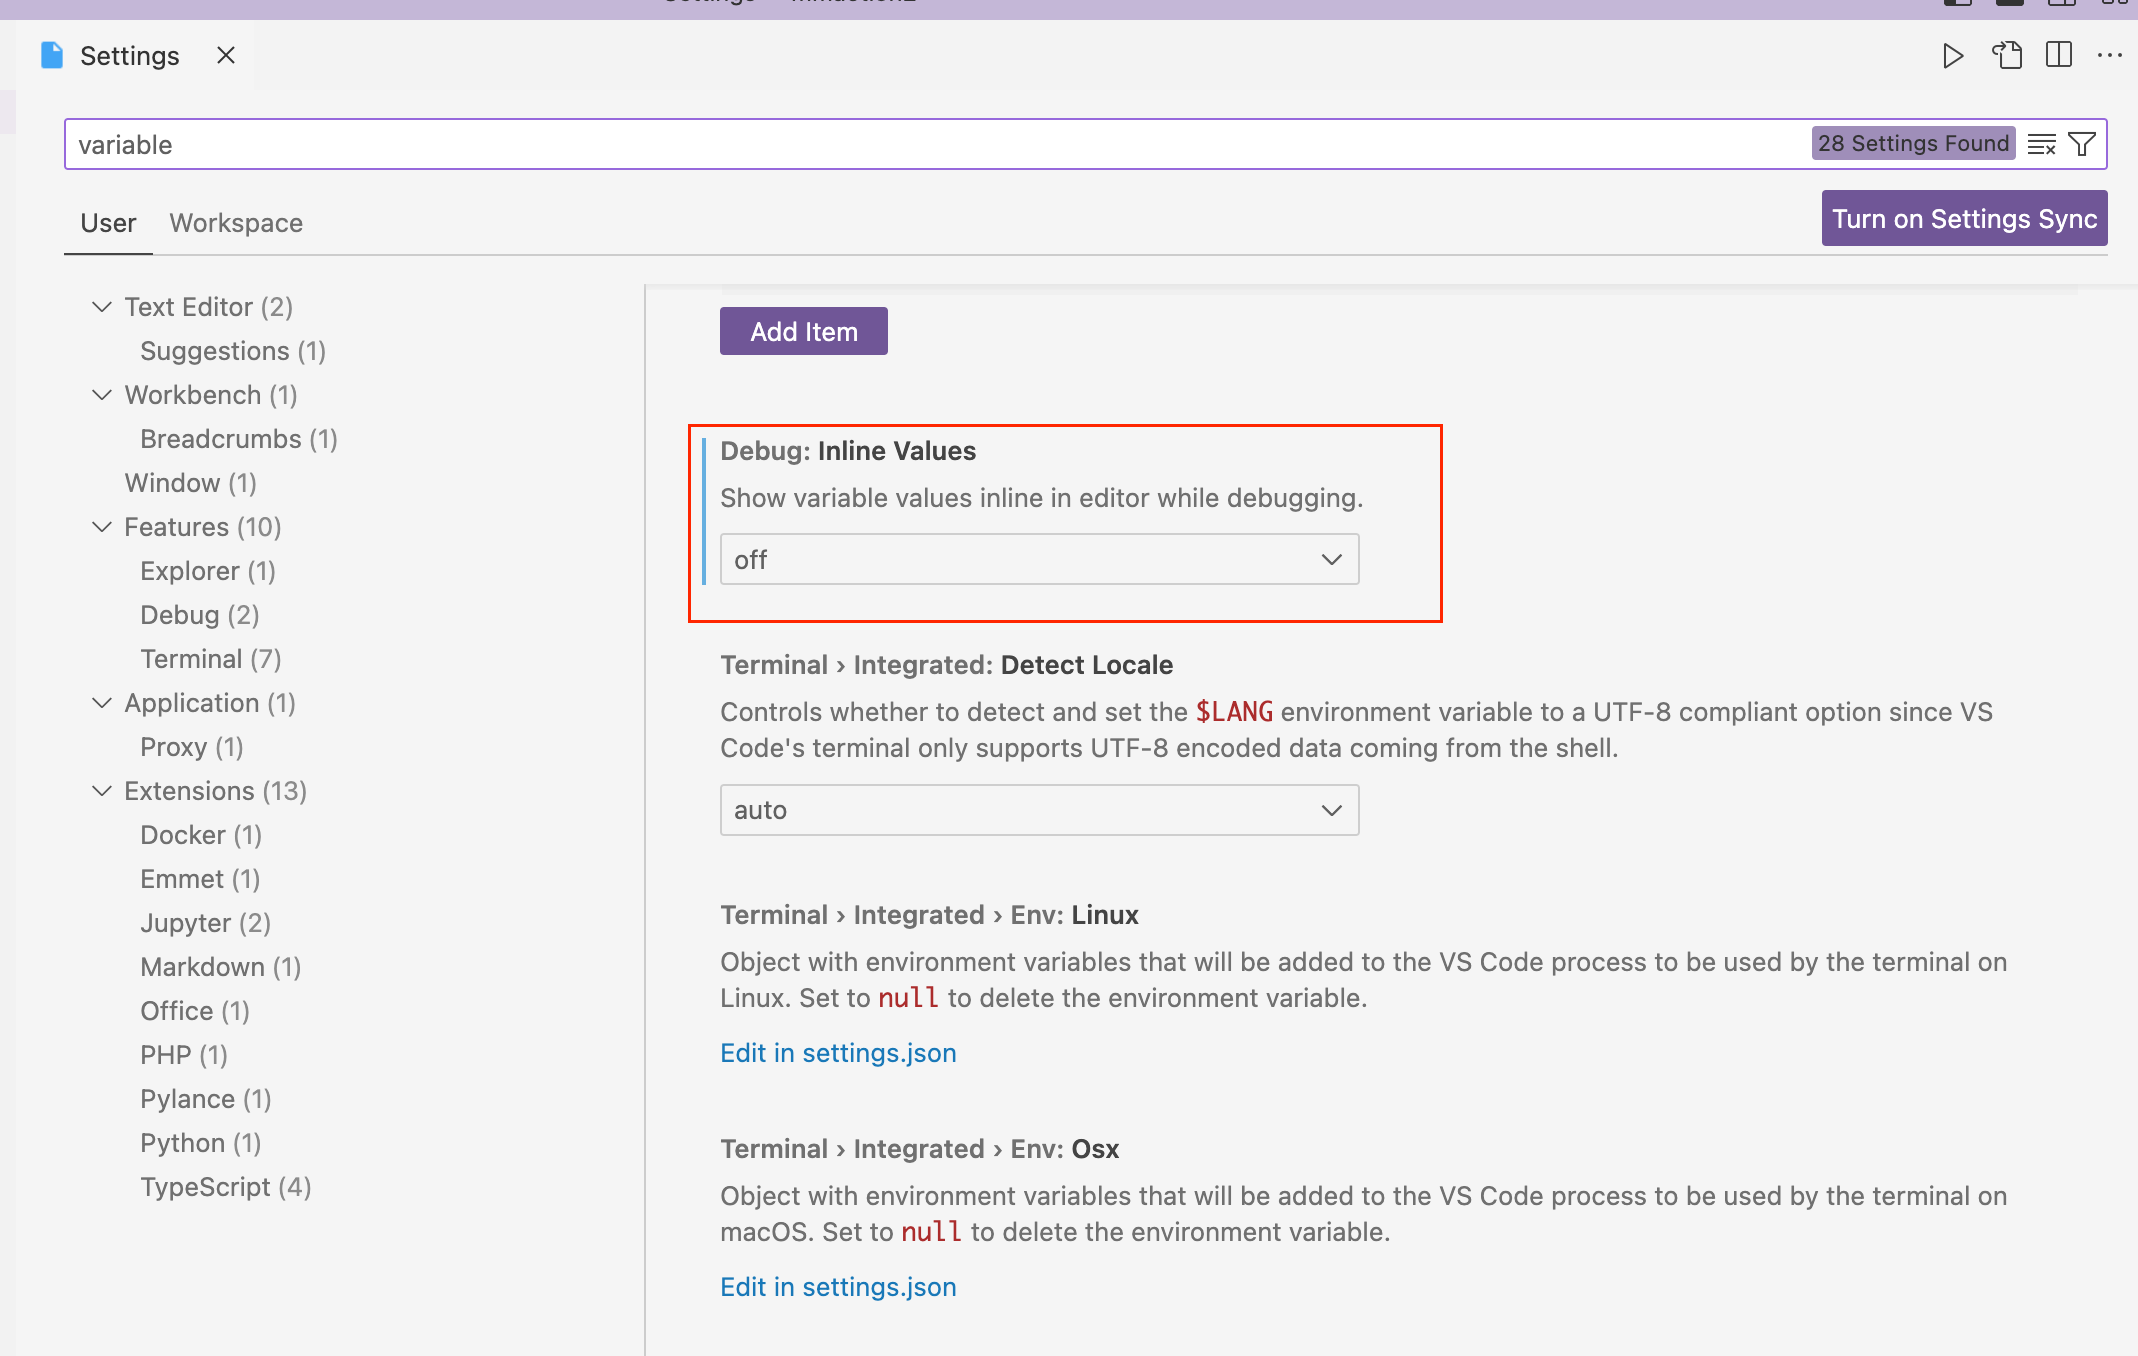 Settings
variable
28 Settings Found
User Workspace
Turn on Settings Sync
Text Editor (2)
Suggestions (1)
Workbench (1)
Breadcrumbs (1)
Window (1)
Features (10)
Explorer (1)
Debug (2)
Terminal (7)
Application (1)
Proxy (1)
Extensions (13)
Docker (1)
Emmet (1)
Jupyter (2)
Markdown (1)
Office (1)
PHP (1)
Pylance (1)
Python (1)
TypeScript (4)
Add Item
Debug: Inline Values
Show variable values inline in editor while debugging.
off
Terminal › Integrated: Detect Locale
Controls whether to detect and set the $LANG environment variable to a UTF-8 compliant option since VS
Code's terminal only supports UTF-8 encoded data coming from the shell.
auto
Terminal › Integrated › Env: Linux
Object with environment variables that will be added to the VS Code process to be used by the terminal on
Linux. Set to null to delete the environment variable.
Edit in settings.json
Terminal › Integrated › Env: Osx
Object with environment variables that will be added to the VS Code process to be used by the terminal on
macOS. Set to null to delete the environment variable.
Edit in settings.json